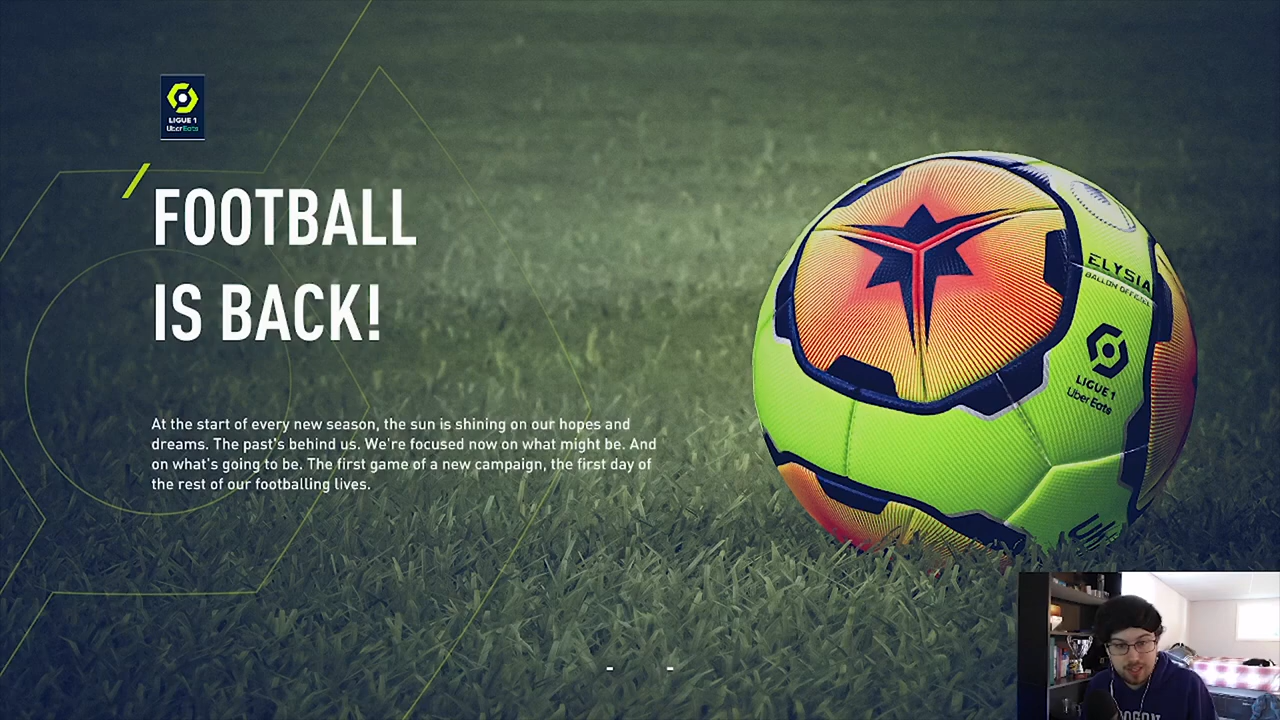 LIGUE 1
Uber Eats
FOOTBALL
IS BACK!
At the start of every new season, the sun is shining on our hopes and
dreams. The past's behind us. We're focused now on what might be. And
on what's going to be. The first game of a new campaign, the first day of
the rest of our footballing lives.
ELYSIA
BALLON OFFICIEL
LIGUE 1
Uber Eats